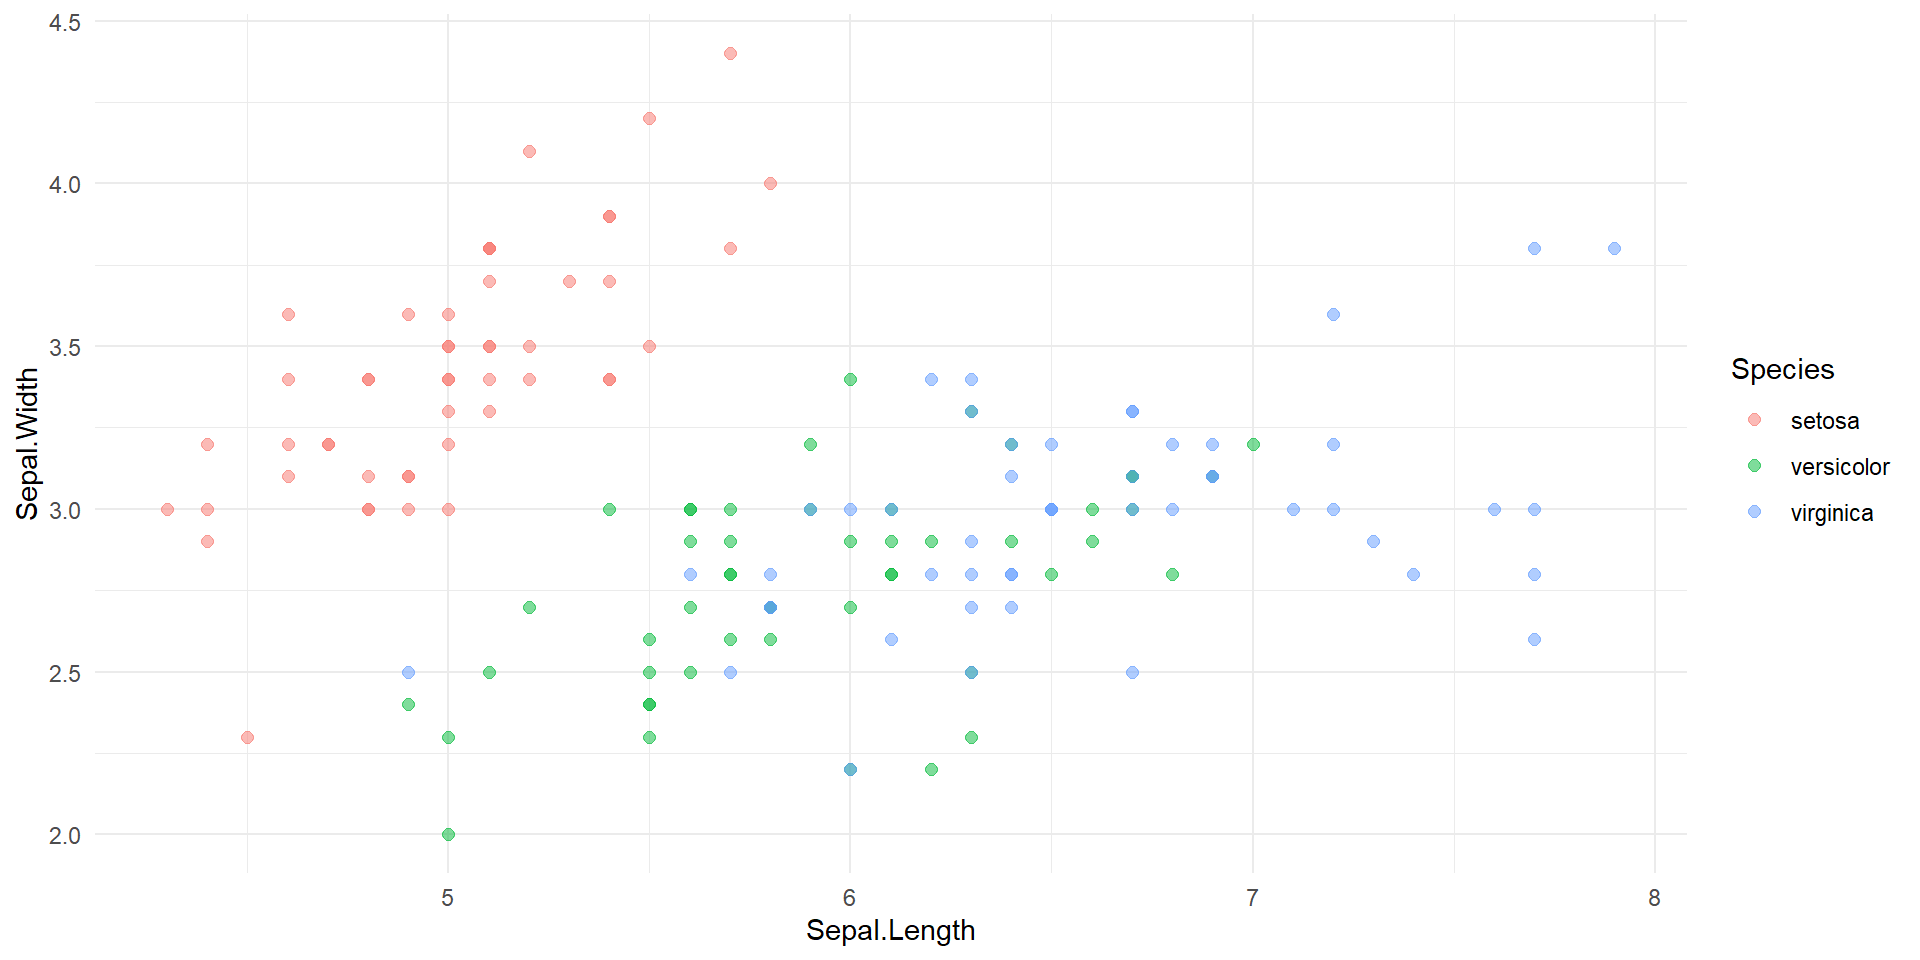 4.5
4.0
3.5
3.0
2.5
2.0
Sepal.Width
5 6 7 8
Sepal.Length
Species
setosa
versicolor
virginica